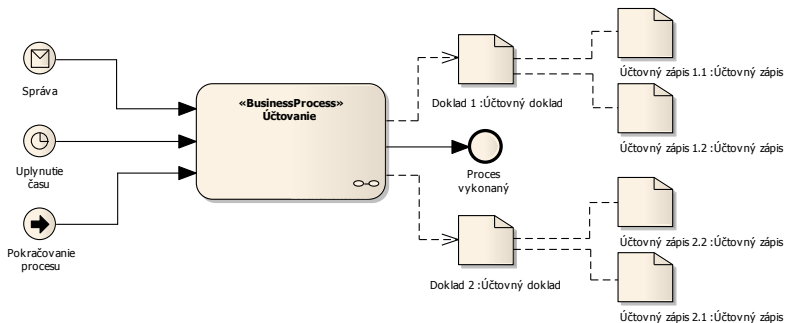 Správa
Uplynutie
času
Pokračovanie
procesu
«BusinessProcess»
Účtovanie
Doklad 1 :Účtovný doklad
Proces
vykonaný
Doklad 2 :Účtovný doklad
Účtovný zápis 1.1 :Účtovný zápis
Účtovný zápis 1.2 :Účtovný zápis
Účtovný zápis 2.2 :Účtovný zápis
Účtovný zápis 2.1 :Účtovný zápis